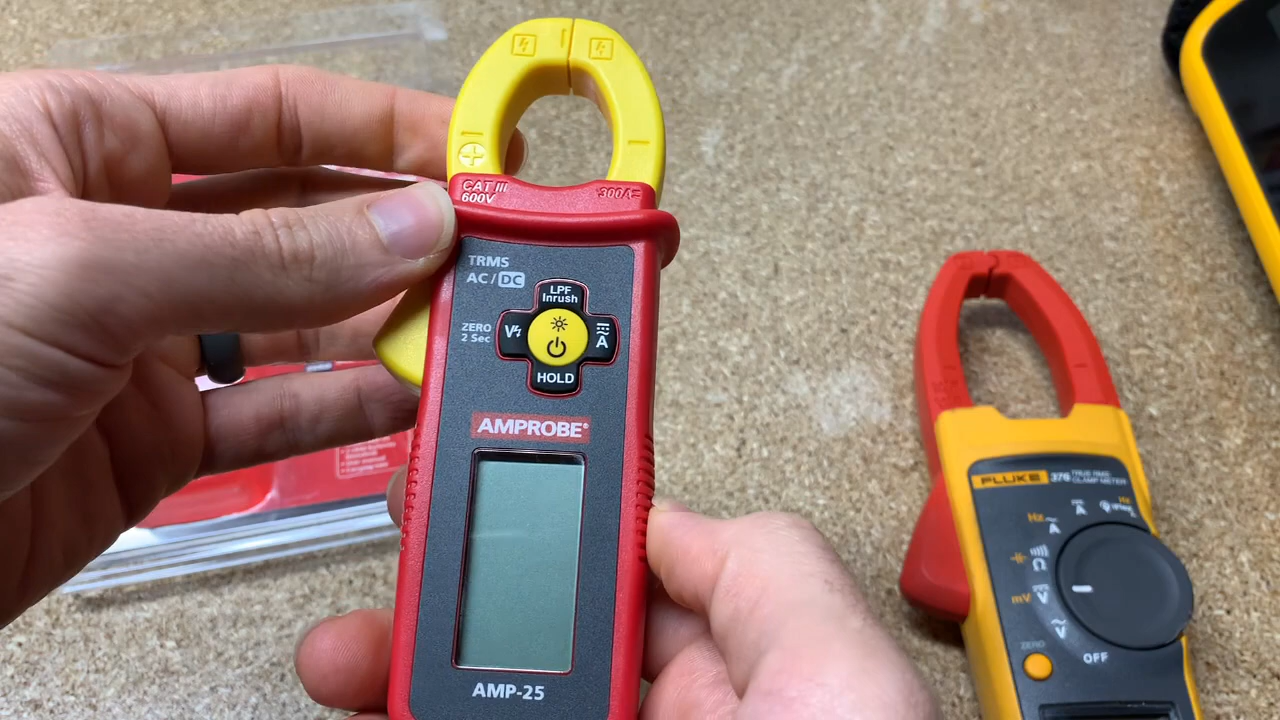 CAT III
600V
300A
TRMS
AC / DC
LPF
Inrush
ZERO
2 Sec
V
A
HOLD
AMPROBE®
AMP-25
FLUKE 376 TRUE RMS
CLAMP METER
Hz
A
A
Hz
Ω
mV V
V
ZERO
OFF